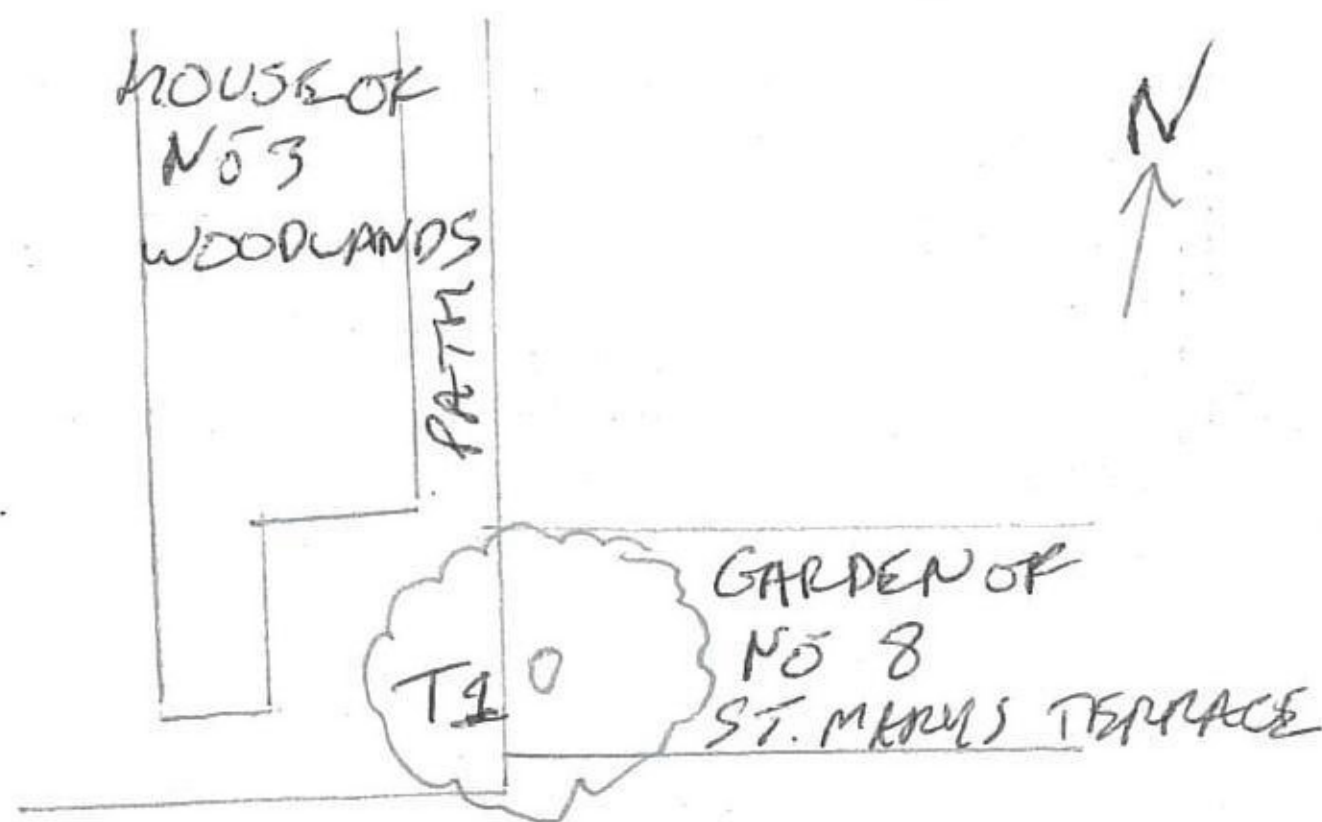 HOUSE OF
NO 3
WOODLANDS
PATH
N
T1
GARDEN OF
NO 8
ST. MARYS TERRACE